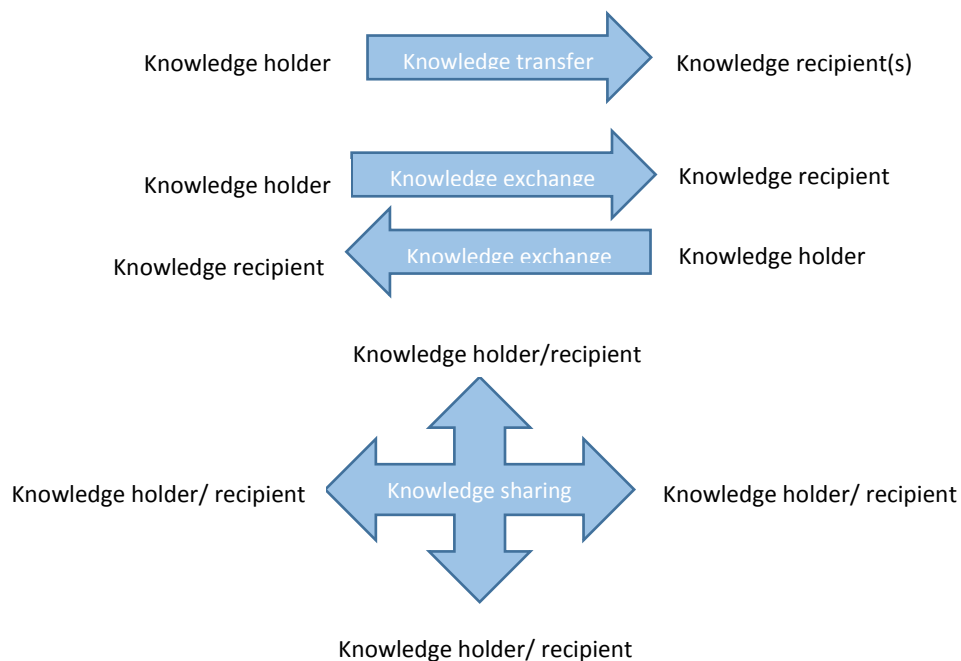 Knowledge holder
Knowledge transfer
Knowledge recipient(s)
Knowledge holder
Knowledge exchange
Knowledge recipient
Knowledge recipient
Knowledge exchange
Knowledge holder
Knowledge holder/recipient
Knowledge holder/ recipient
Knowledge sharing
Knowledge holder/ recipient
Knowledge holder/ recipient